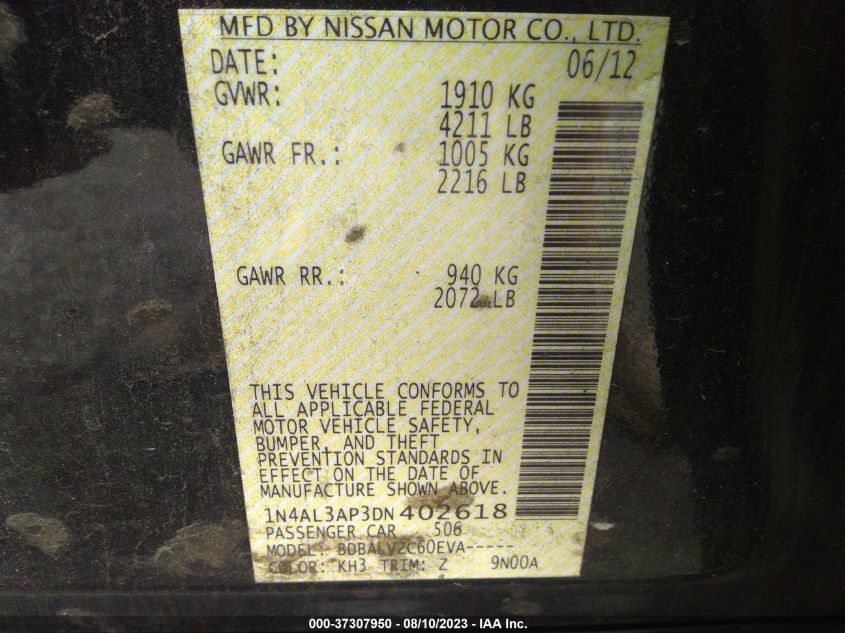 MFD BY NISSAN MOTOR CO., LTD.
DATE: 06/12
GVWR: 1910 KG
4211 LB
GAWR FR.: 1005 KG
2216 LB
GAWR RR.: 940 KG
2072 LB
THIS VEHICLE CONFORMS TO
ALL APPLICABLE FEDERAL
MOTOR VEHICLE SAFETY,
BUMPER, AND THEFT
PREVENTION STANDARDS IN
EFFECT ON THE DATE OF
MANUFACTURE SHOWN ABOVE.
1N4AL3AP3DN402618
PASSENGER CAR 506
MODEL: BDBALVZC60EVA-----
COLOR: KH3 TRIM: Z 9N00A
000-37307950 - 08/10/2023 - IAA Inc.